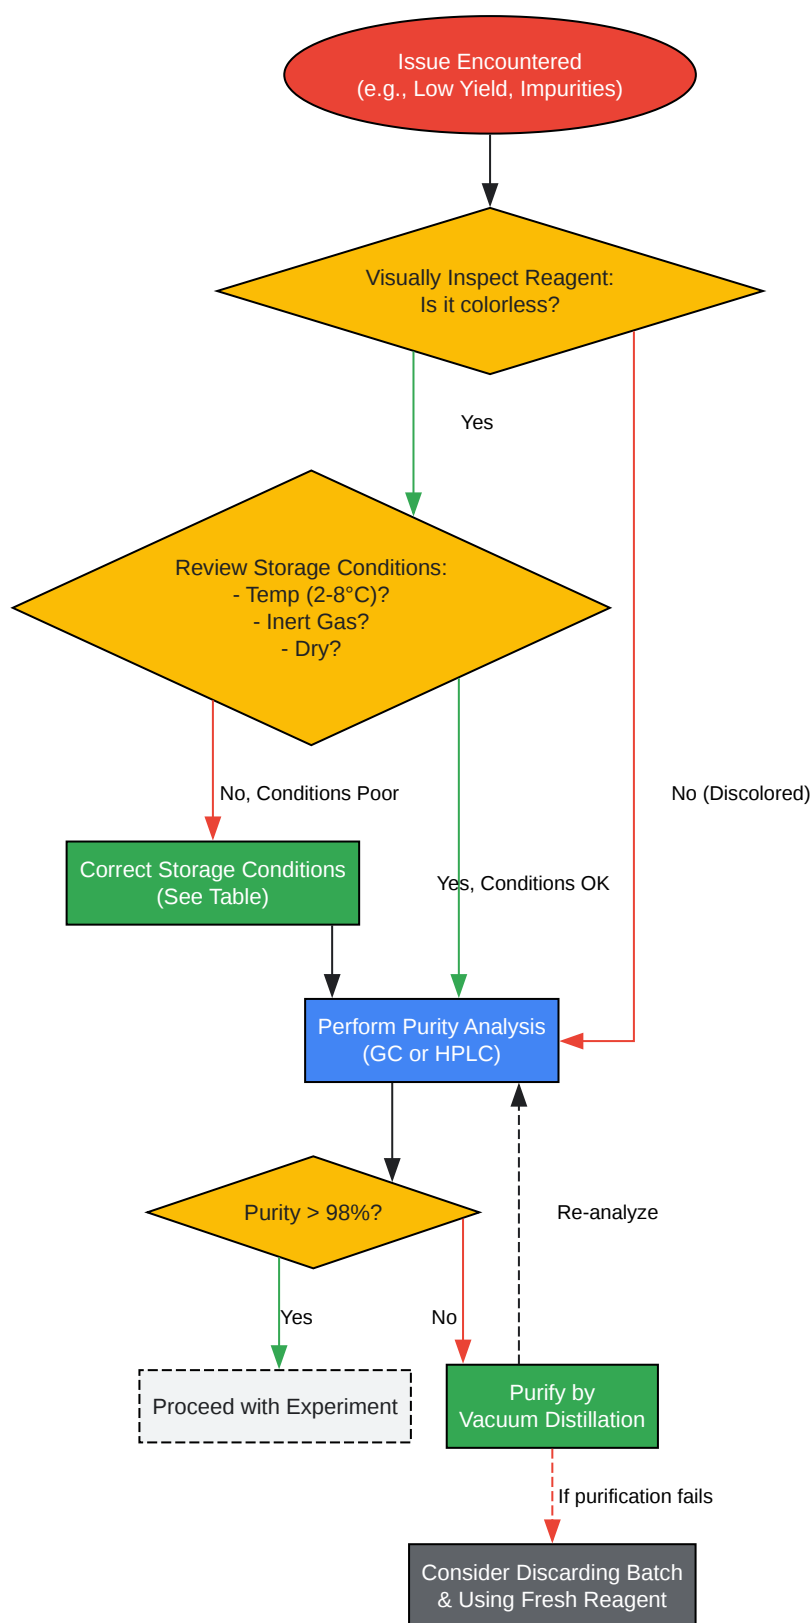 Issue Encountered
(e.g., Low Yield, Impurities)
Visually Inspect Reagent:
Is it colorless?
Yes
Review Storage Conditions:
- Temp (2-8°C)?
- Inert Gas?
- Dry?
No, Conditions Poor
No (Discolored)
Correct Storage Conditions
(See Table)
Yes, Conditions OK
Perform Purity Analysis
(GC or HPLC)
Purity > 98%?
Re-analyze
Yes
No
Proceed with Experiment
Purify by
Vacuum Distillation
If purification fails
Consider Discarding Batch
& Using Fresh Reagent